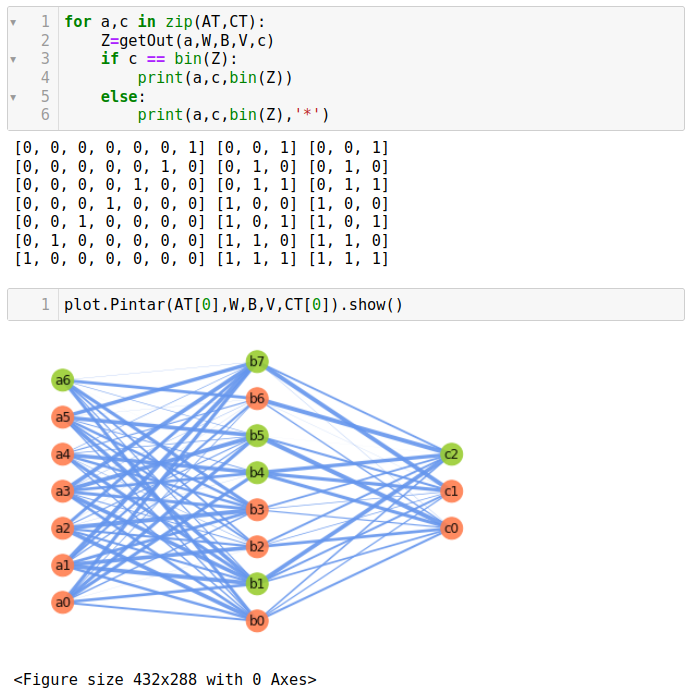 1 for a,c in zip(AT,CT):
2     Z=getOut(a,W,B,V,c)
3     if c == bin(Z):
4         print(a,c,bin(Z))
5     else:
6         print(a,c,bin(Z),'*')
[0, 0, 0, 0, 0, 0, 1] [0, 0, 1] [0, 0, 1]
[0, 0, 0, 0, 0, 1, 0] [0, 1, 0] [0, 1, 0]
[0, 0, 0, 0, 1, 0, 0] [0, 1, 1] [0, 1, 1]
[0, 0, 0, 1, 0, 0, 0] [1, 0, 0] [1, 0, 0]
[0, 0, 1, 0, 0, 0, 0] [1, 0, 1] [1, 0, 1]
[0, 1, 0, 0, 0, 0, 0] [1, 1, 0] [1, 1, 0]
[1, 0, 0, 0, 0, 0, 0] [1, 1, 1] [1, 1, 1]
1 plot.Pintar(AT[0],W,B,V,CT[0]).show()
a6
a5
a4
a3
a2
a1
a0
b7
b6
b5
b4
b3
b2
b1
b0
c2
c1
c0
<Figure size 432x288 with 0 Axes>